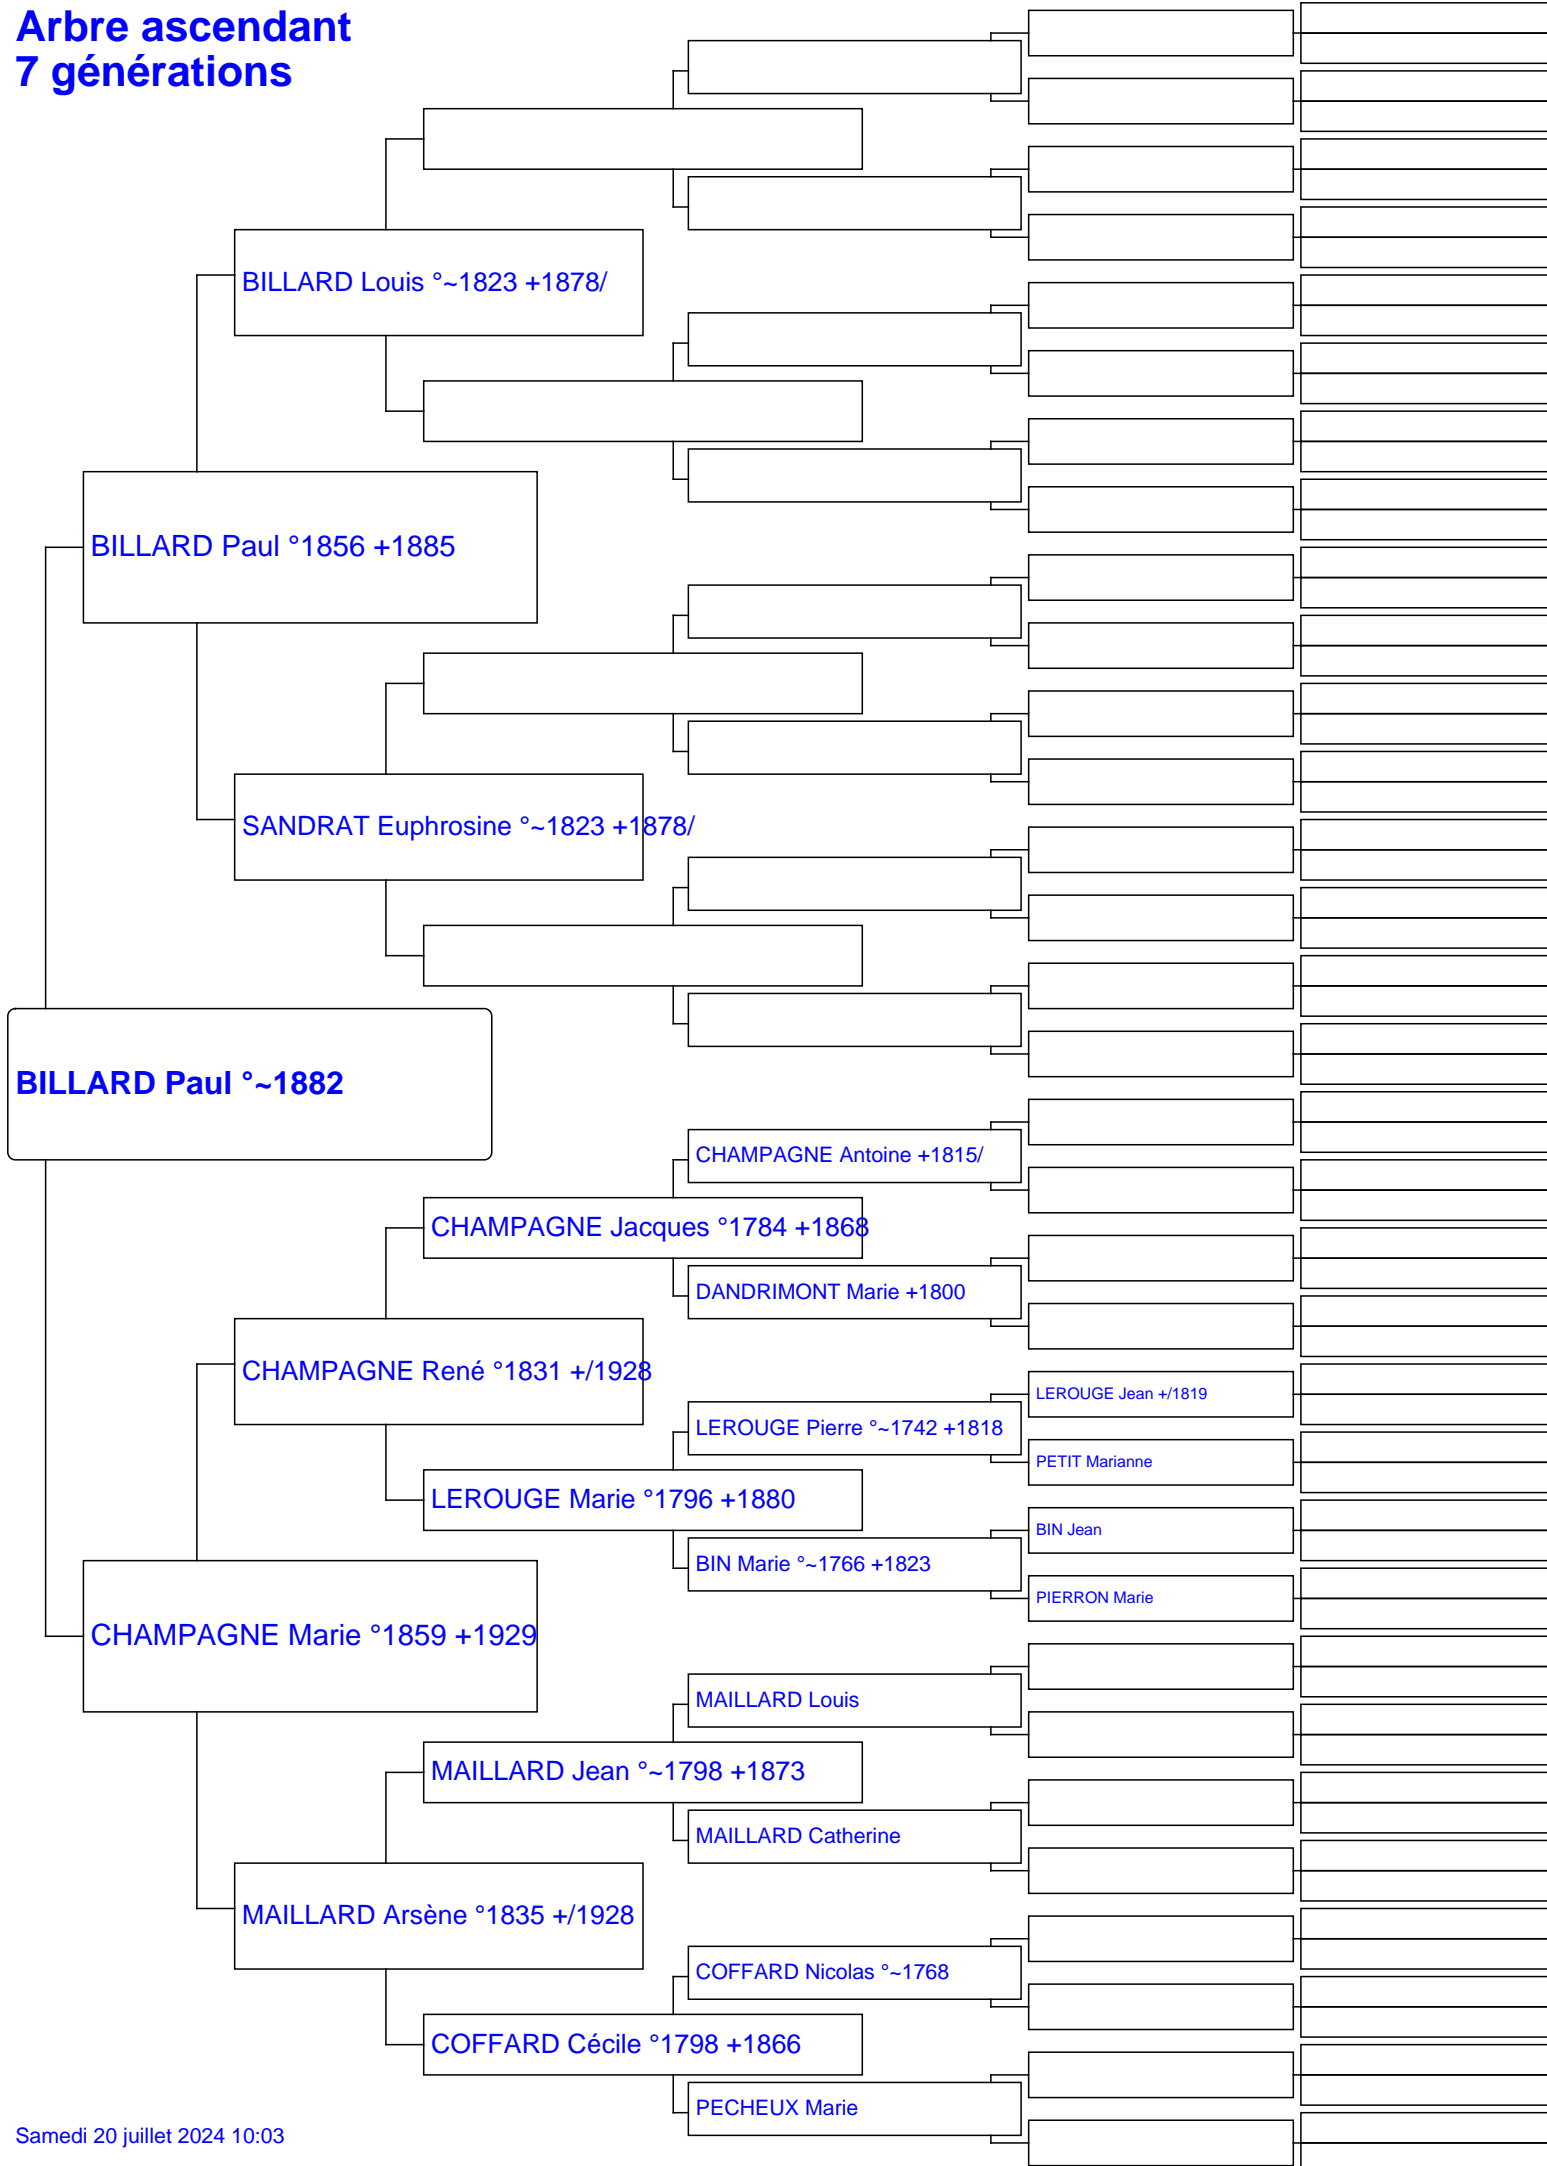 Arbre ascendant
7 générations
BILLARD Louis °~1823 +1878/
BILLARD Paul °1856 +1885
SANDRAT Euphrosine °~1823 +1878/
BILLARD Paul °~1882
CHAMPAGNE Antoine +1815/
CHAMPAGNE Jacques °1784 +1868
DANDRIMONT Marie +1800
CHAMPAGNE René °1831 +/1928
LEROUGE Jean +/1819
LEROUGE Pierre °~1742 +1818
PETIT Marianne
LEROUGE Marie °1796 +1880
BIN Jean
BIN Marie °~1766 +1823
PIERRON Marie
CHAMPAGNE Marie °1859 +1929
MAILLARD Louis
MAILLARD Jean °~1798 +1873
MAILLARD Catherine
MAILLARD Arsène °1835 +/1928
COFFARD Nicolas °~1768
COFFARD Cécile °1798 +1866
PECHEUX Marie
Samedi 20 juillet 2024 10:03